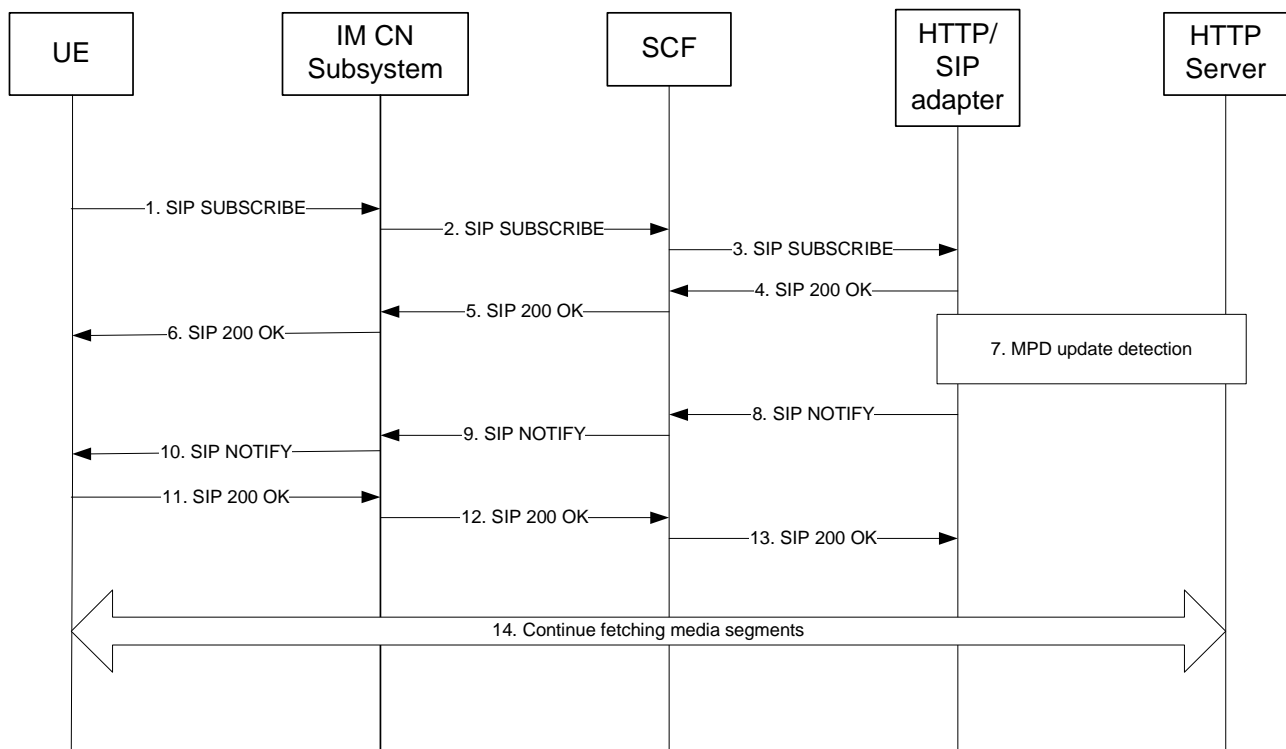 UE
IM CN
Subsystem
SCF
HTTP/
SIP
adapter
HTTP
Server
1. SIP SUBSCRIBE
2. SIP SUBSCRIBE
3. SIP SUBSCRIBE
4. SIP 200 OK
5. SIP 200 OK
6. SIP 200 OK
7. MPD update detection
8. SIP NOTIFY
9. SIP NOTIFY
10. SIP NOTIFY
11. SIP 200 OK
12. SIP 200 OK
13. SIP 200 OK
14. Continue fetching media segments